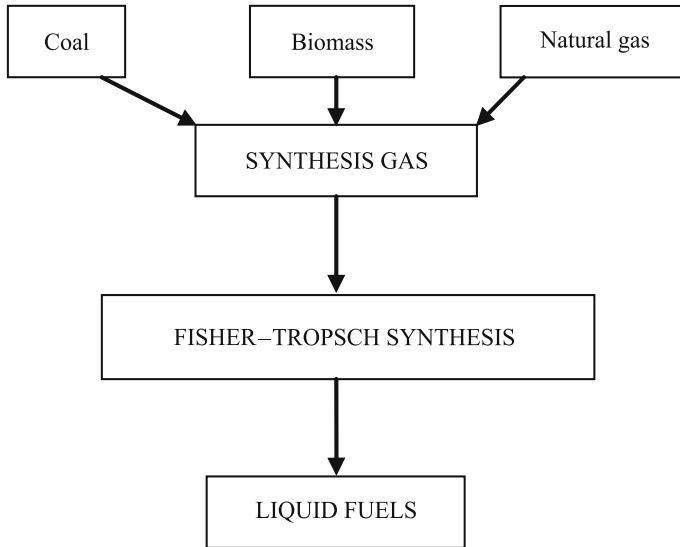 Coal
Biomass
Natural gas
SYNTHESIS GAS
FISHER–TROPSCH SYNTHESIS
LIQUID FUELS